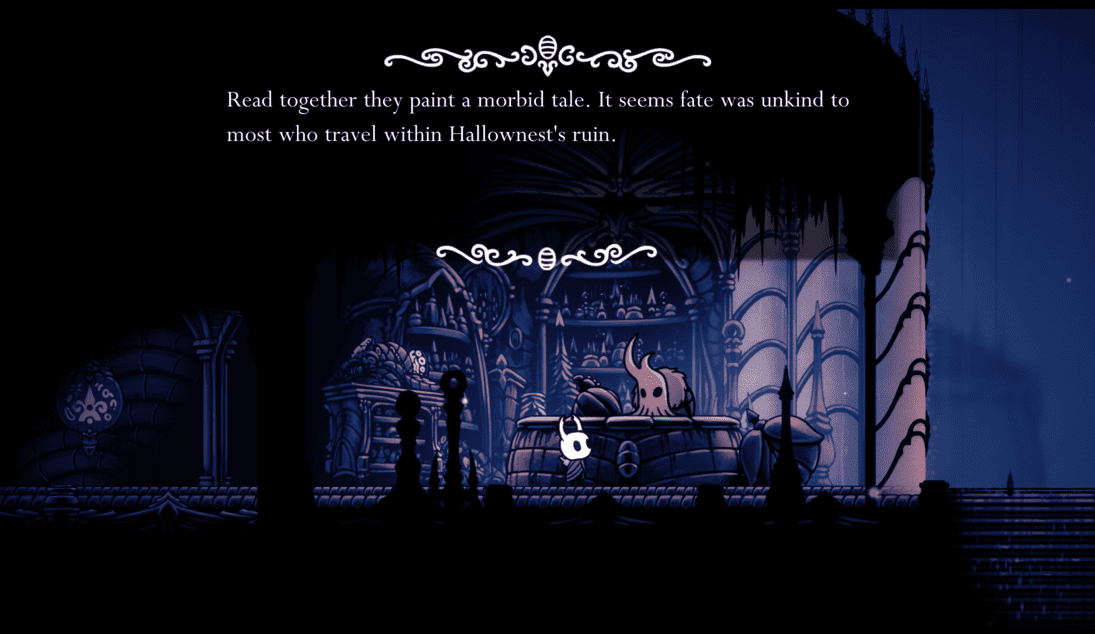 Read together they paint a morbid tale. It seems fate was unkind to
most who travel within Hallownest's ruin.